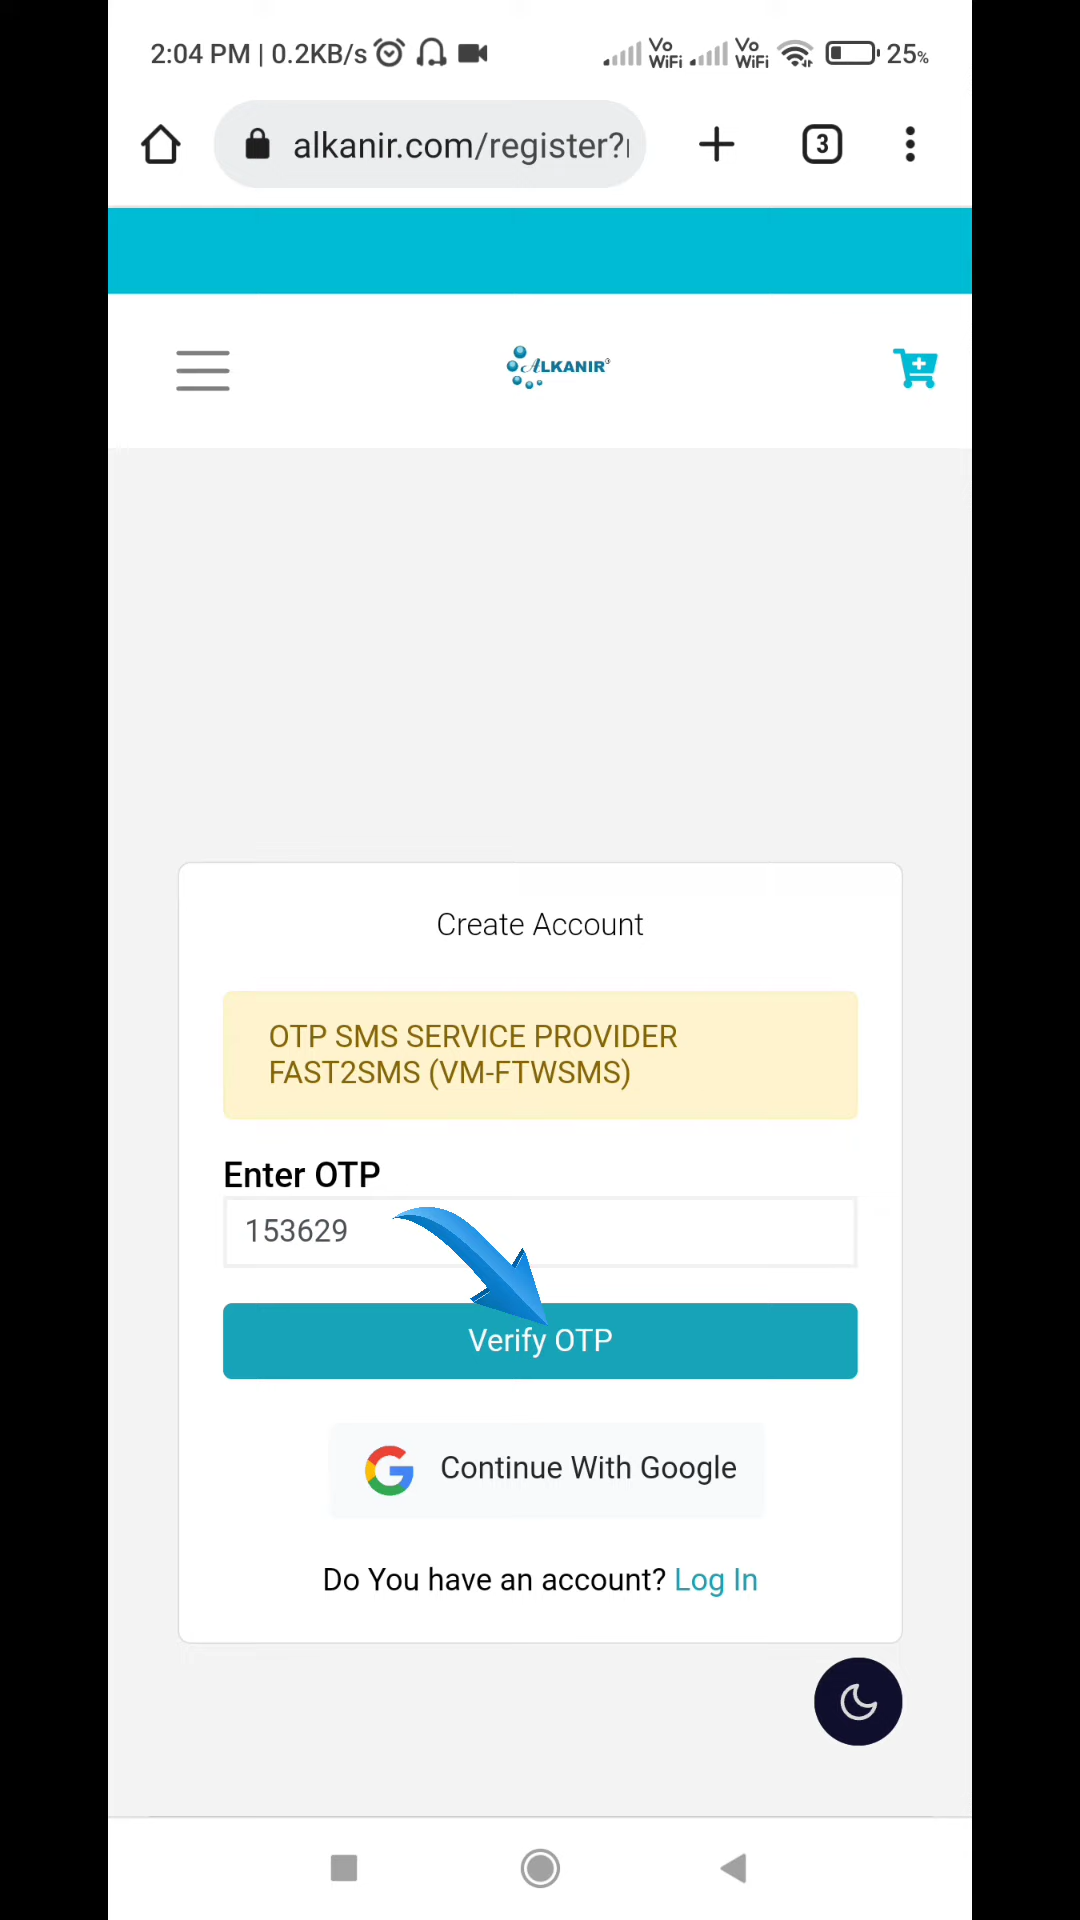 2:04 PM | 0.2KB/s Vo WiFi Vo WiFi 25%
alkanir.com/register? 3
ALKANIR®
Create Account
OTP SMS SERVICE PROVIDER
FAST2SMS (VM-FTWSMS)
Enter OTP
153629
Verify OTP
Continue With Google
Do You have an account? Log In